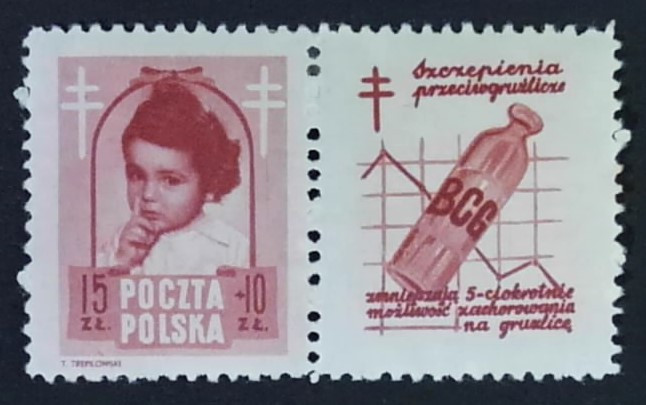 15 POCZTA +10
ZŁ. POLSKA ZŁ.
T. TREPKOWSKI
Szczepienia
przeciwgruźlicze
BCG
zmniejszają 5-ciokrotnie
możliwość zachorowania
na gruźlicę